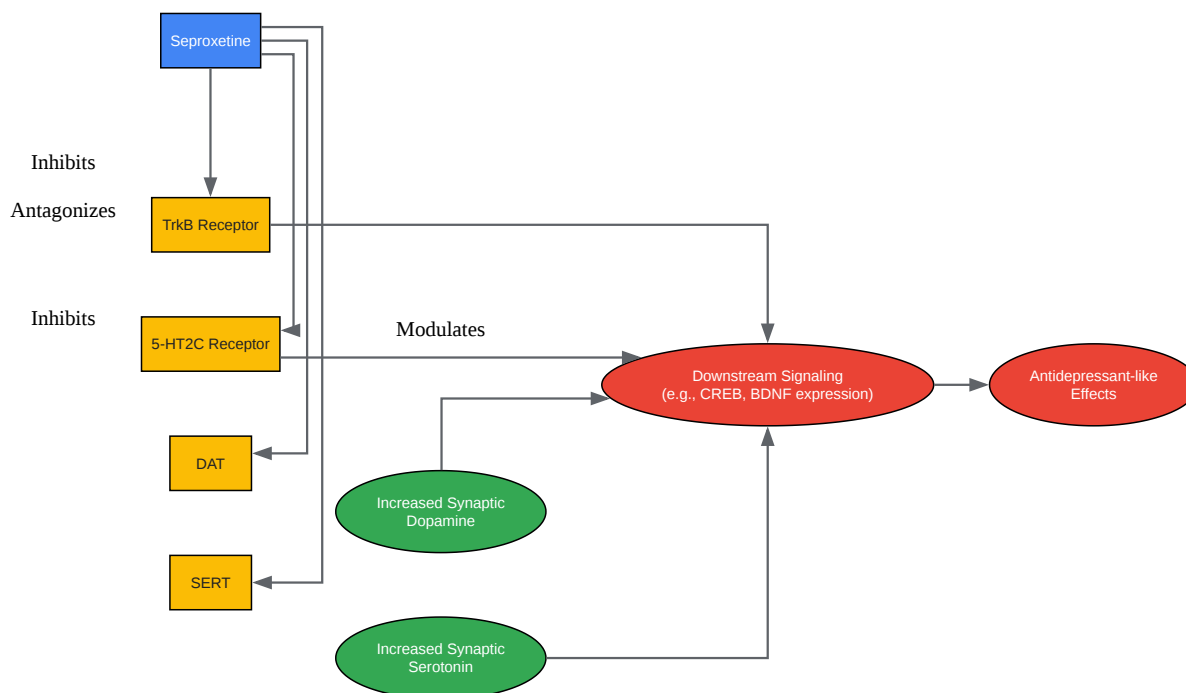 Seproxetine
Inhibits
Antagonizes
TrkB Receptor
Inhibits
Modulates
5-HT2C Receptor
Downstream Signaling
(e.g., CREB, BDNF expression)
Antidepressant-like
Effects
DAT
Increased Synaptic
Dopamine
SERT
Increased Synaptic
Serotonin